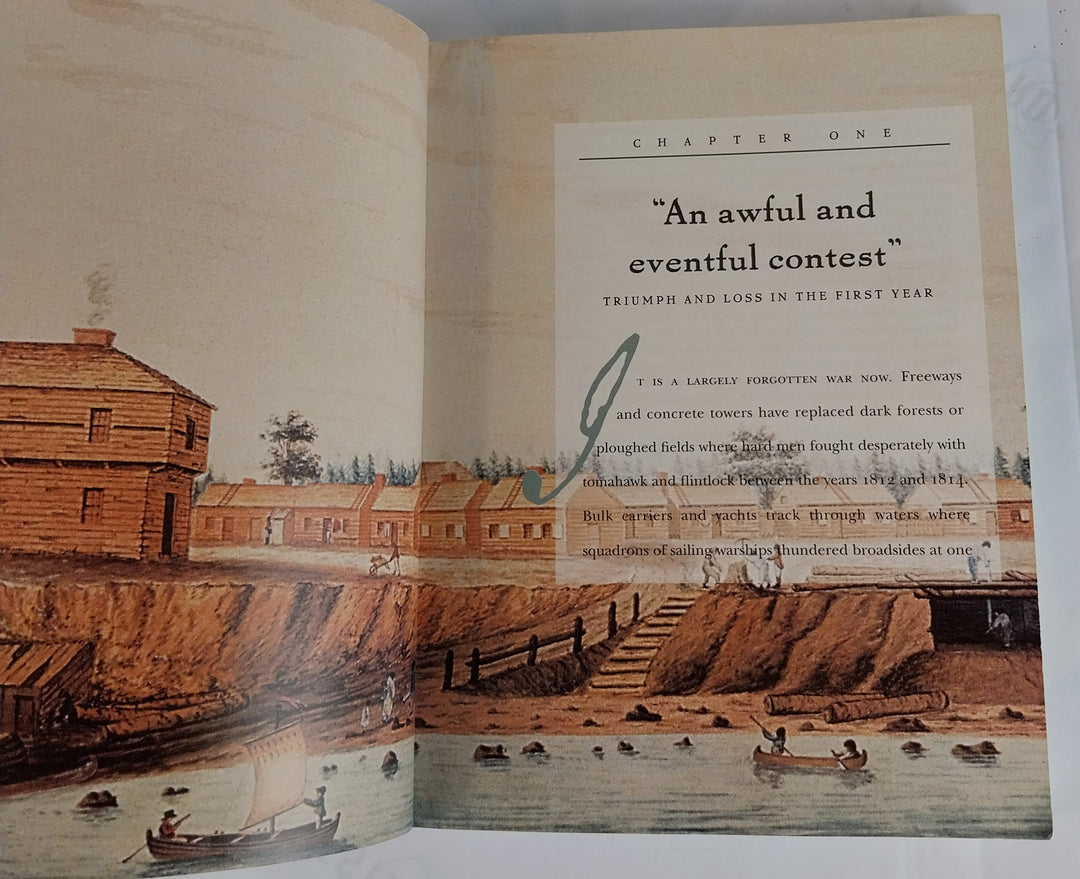 CHAPTER ONE
“An awful and
eventful contest”
TRIUMPH AND LOSS IN THE FIRST YEAR
IT IS A LARGELY FORGOTTEN WAR NOW. Freeways
and concrete towers have replaced dark forests or
ploughed fields where hard men fought desperately with
tomahawk and flintlock between the years 1812 and 1814.
Bulk carriers and yachts track through waters where
squadrons of sailing warships thundered broadsides at one